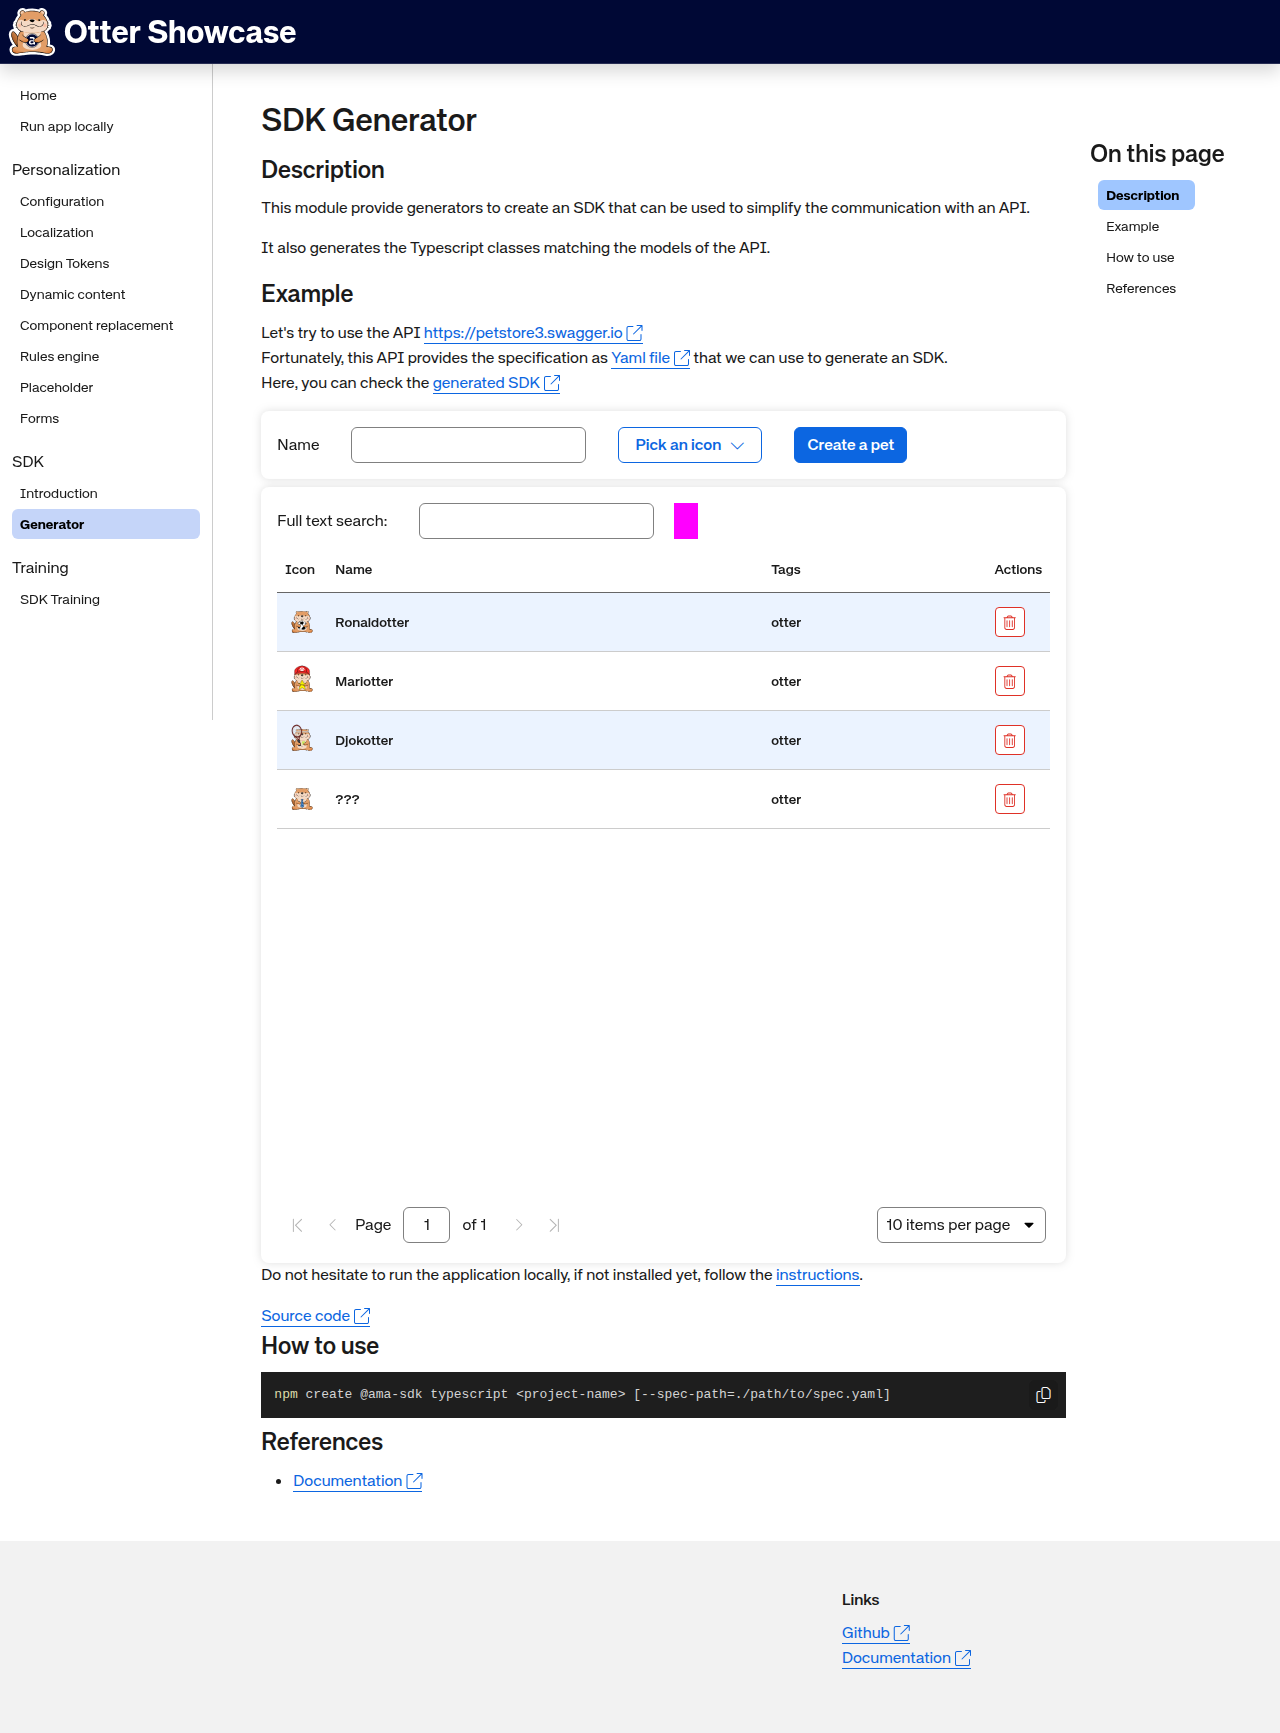 Otter Showcase
Home
Run app locally
Personalization
Configuration
Localization
Design Tokens
Dynamic content
Component replacement
Rules engine
Placeholder
Forms
SDK
Introduction
Generator
Training
SDK Training
SDK Generator
Description
This module provide generators to create an SDK that can be used to simplify the communication with an API.
It also generates the Typescript classes matching the models of the API.
Example
Let's try to use the API https://petstore3.swagger.io
Fortunately, this API provides the specification as Yaml file that we can use to generate an SDK.
Here, you can check the generated SDK
Name Pick an icon Create a pet
Full text search:
Icon Name Tags Actions
Ronaldotter otter
Mariotter otter
Djokotter otter
??? otter
Page 1 of 1 10 items per page
Do not hesitate to run the application locally, if not installed yet, follow the instructions.
Source code
How to use
npm create @ama-sdk typescript <project-name> [--spec-path=./path/to/spec.yaml]
References
Documentation
On this page
Description
Example
How to use
References
Links
Github
Documentation